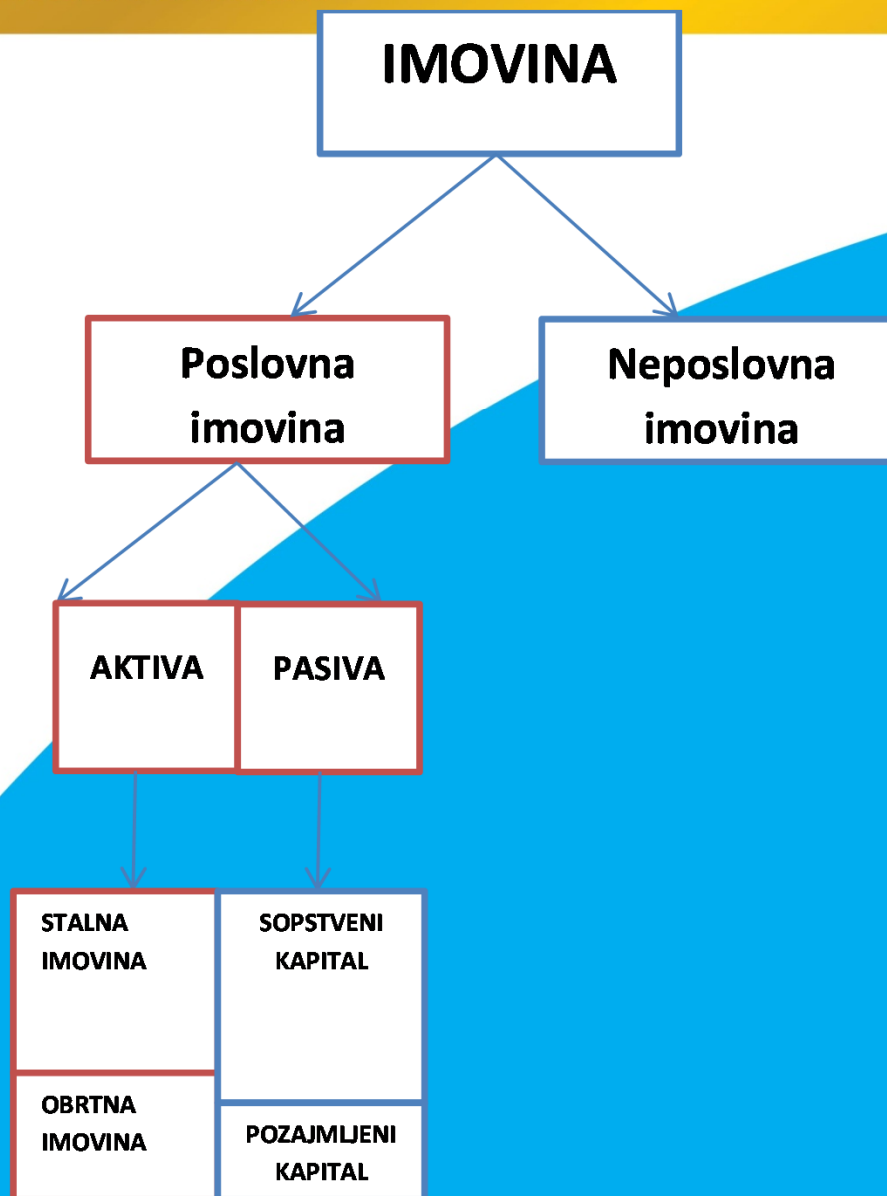 IMOVINA
Poslovna
imovina
Neposlovna
imovina
AKTIVA
PASIVA
STALNA
IMOVINA
SOPSTVENI
KAPITAL
OBRTNA
IMOVINA
POZAJMLJENI
KAPITAL